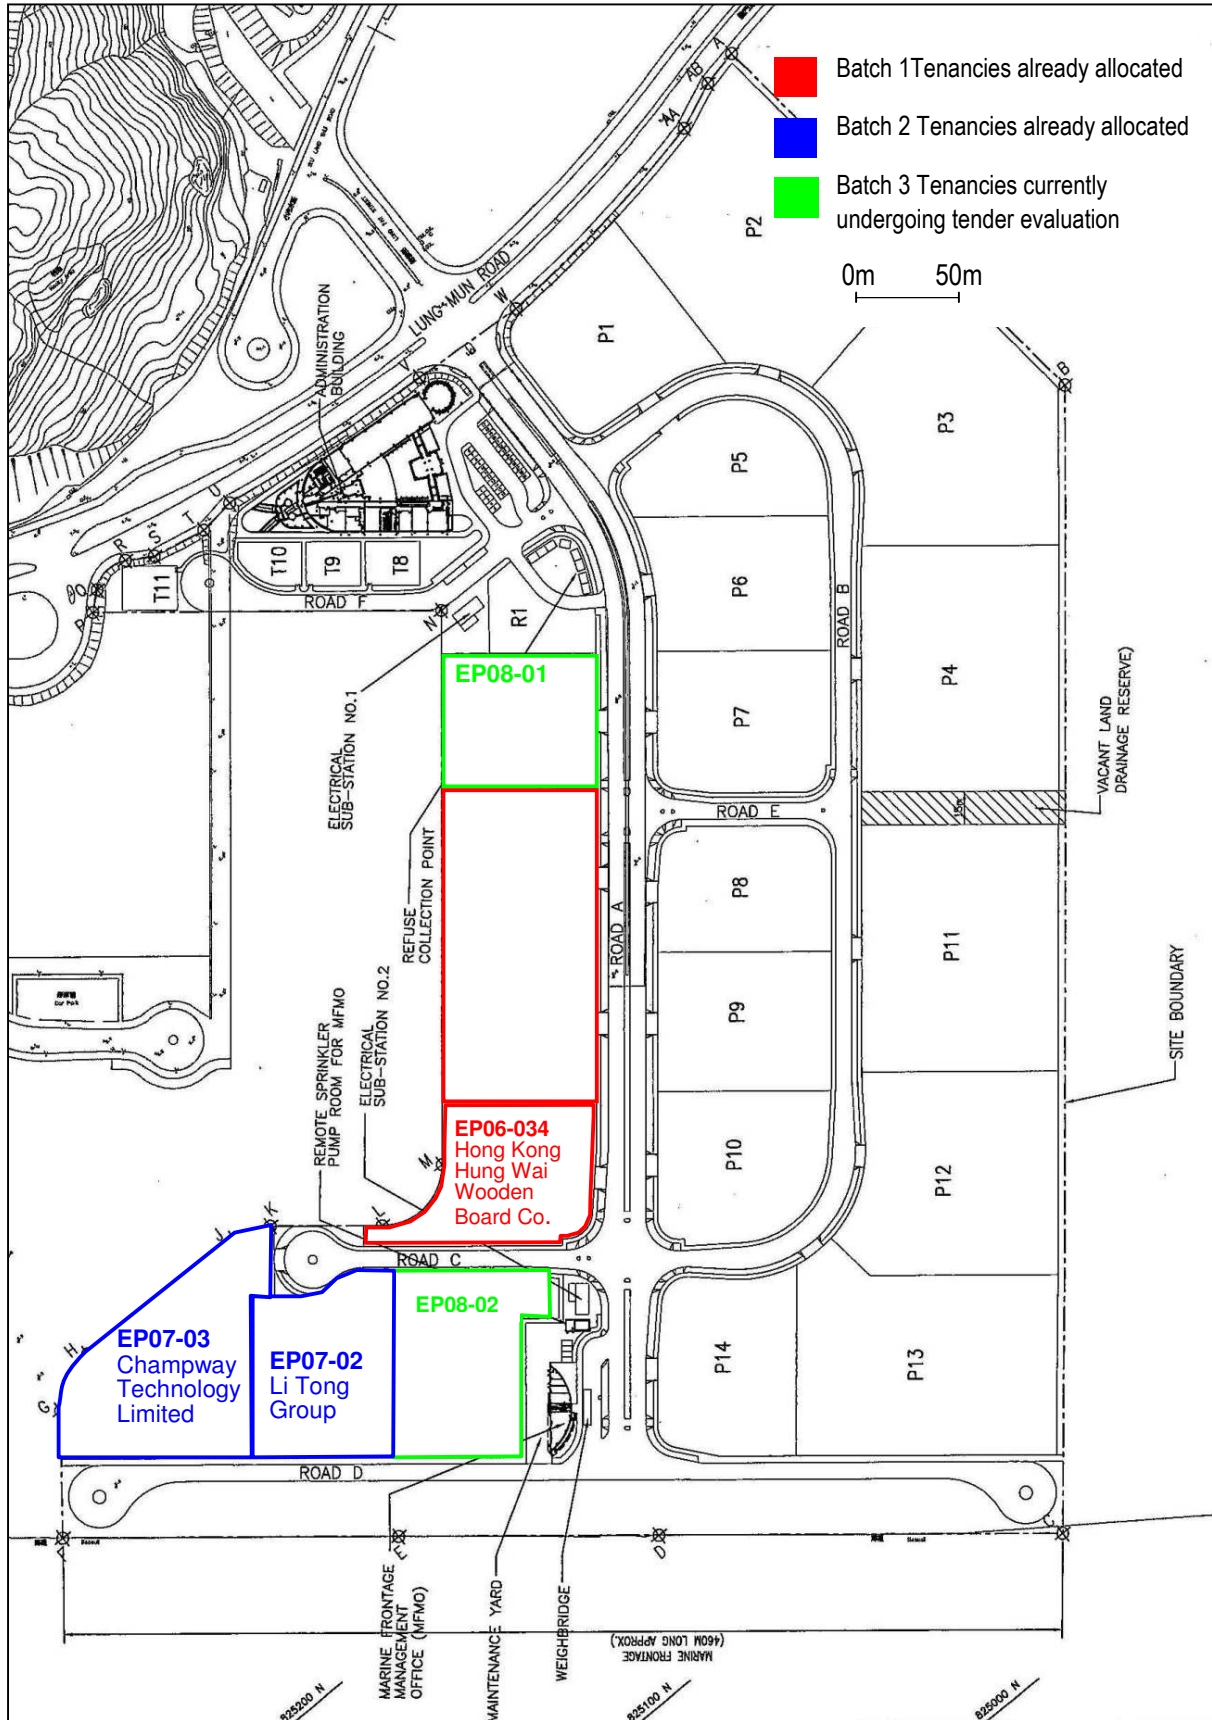 Batch 1Tenancies already allocated
Batch 2 Tenancies already allocated
Batch 3 Tenancies currently
undergoing tender evaluation
0m 50m
A
AB
AA
P2
B
LUNG MUN ROAD
W
V
P1
P3
ADMINISTRATION
BUILDING
P5
U
T
S
R
P
T10
T9
T8
T11
ROAD F
N
R1
P6
ROAD B
EP08-01
P7
P4
ELECTRICAL
SUB-STATION NO.1
VACANT LAND
DRAINAGE RESERVE)
15m
ROAD E
REFUSE
COLLECTION POINT
ROAD A
P8
P11
P9
Car Park
ELECTRICAL
SUB-STATION NO.2
REMOTE SPRINKLER
PUMP ROOM FOR MFMO
SITE BOUNDARY
M
EP06-034
Hong Kong
Hung Wai
Wooden
Board Co.
P10
P12
L
K
J
ROAD C
EP08-02
H
G
EP07-03
Champway
Technology
Limited
EP07-02
Li Tong
Group
P14
P13
ROAD D
F
E
D
C
MARINE FRONTAGE
MANAGEMENT
OFFICE (MFMO)
MAINTENANCE YARD
WEIGHBRIDGE
MARINE FRONTAGE
(460M LONG APPROX.)
825200 N
825100 N
825000 N